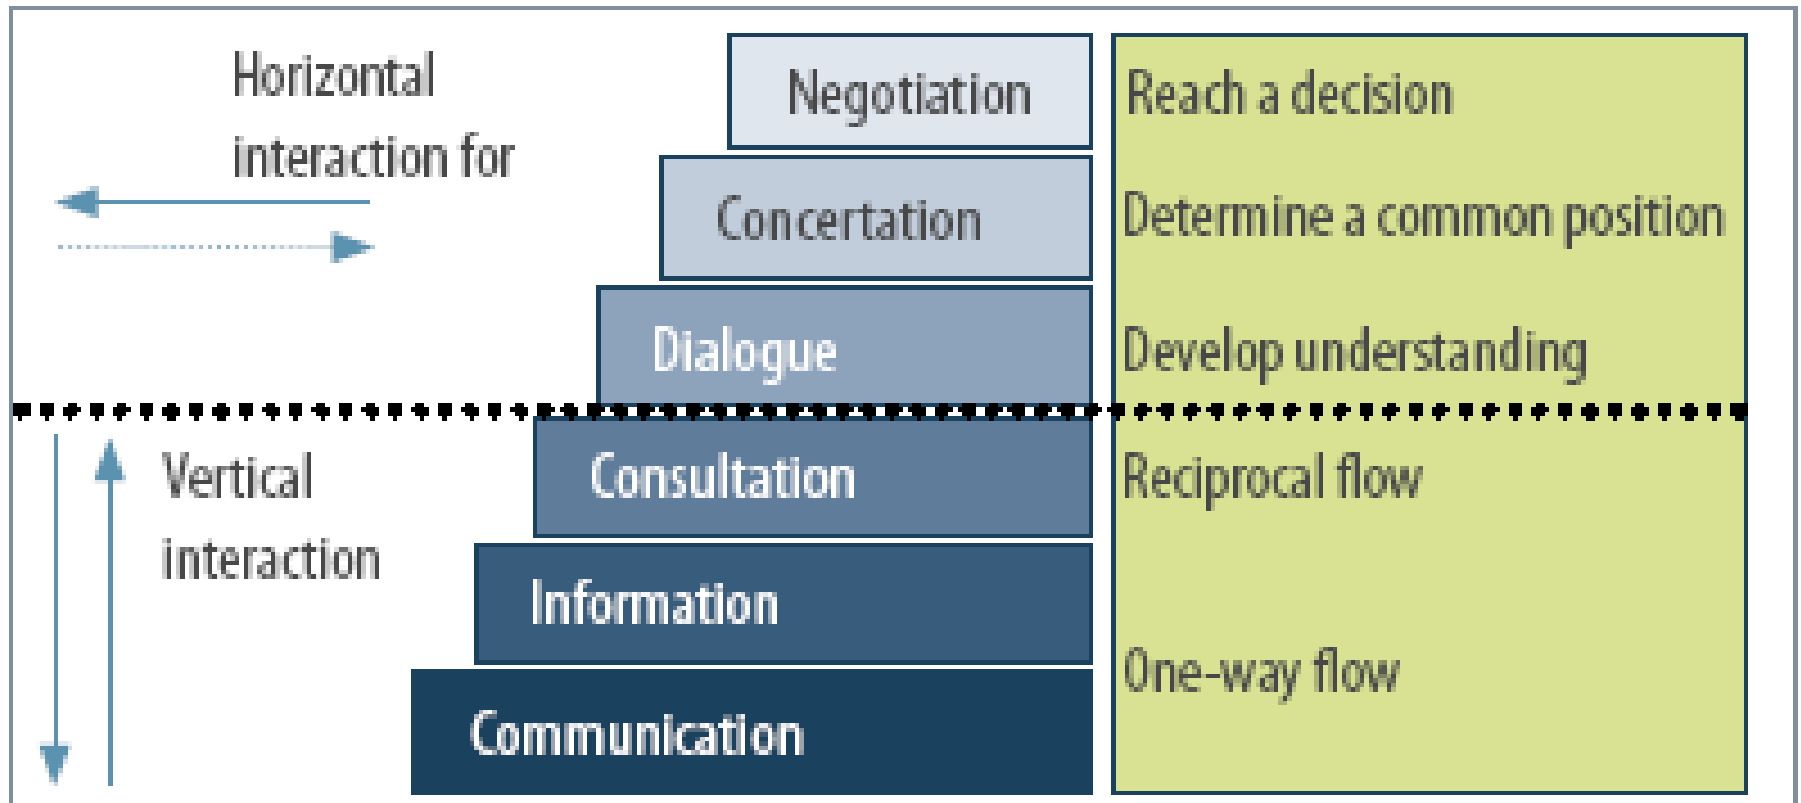 Horizontal
interaction for
Negotiation
Reach a decision
Concertation
Determine a common position
Dialogue
Develop understanding
Vertical
interaction
Consultation
Reciprocal flow
Information
One-way flow
Communication